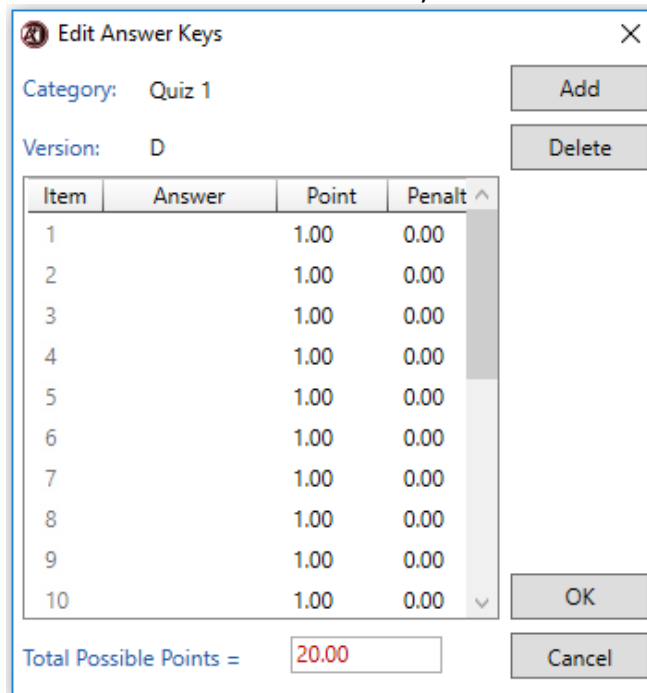 Edit Answer Keys
Category: Quiz 1 Add
Version: D Delete
Item Answer Point Penalt
1 1.00 0.00
2 1.00 0.00
3 1.00 0.00
4 1.00 0.00
5 1.00 0.00
6 1.00 0.00
7 1.00 0.00
8 1.00 0.00
9 1.00 0.00
10 1.00 0.00 OK
Total Possible Points = 20.00 Cancel